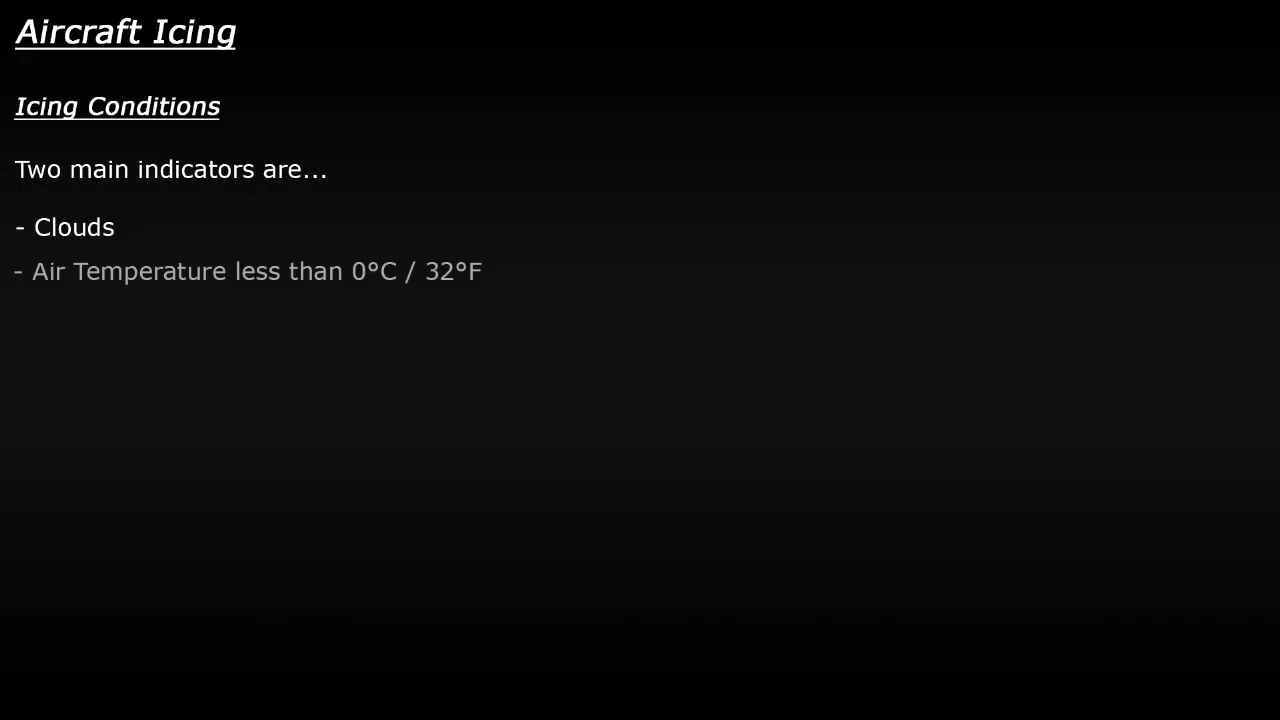 Aircraft Icing
Icing Conditions
Two main indicators are...
- Clouds
- Air Temperature less than 0°C / 32°F